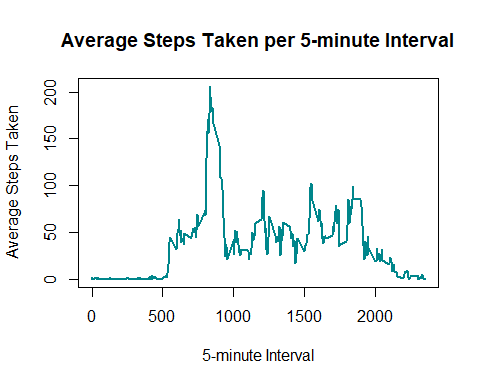 Average Steps Taken per 5-minute Interval
Average Steps Taken
200
150
100
50
0
0 500 1000 1500 2000
5-minute Interval